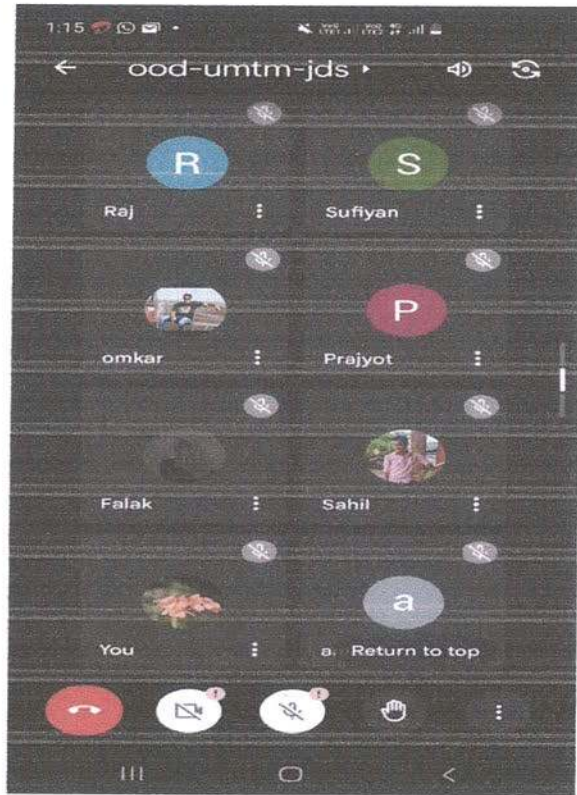 1:15
ood-umtm-jds
R S
Raj Sufiyan
P
omkar Prajyot
Falak Sahil
a
You a. Return to top